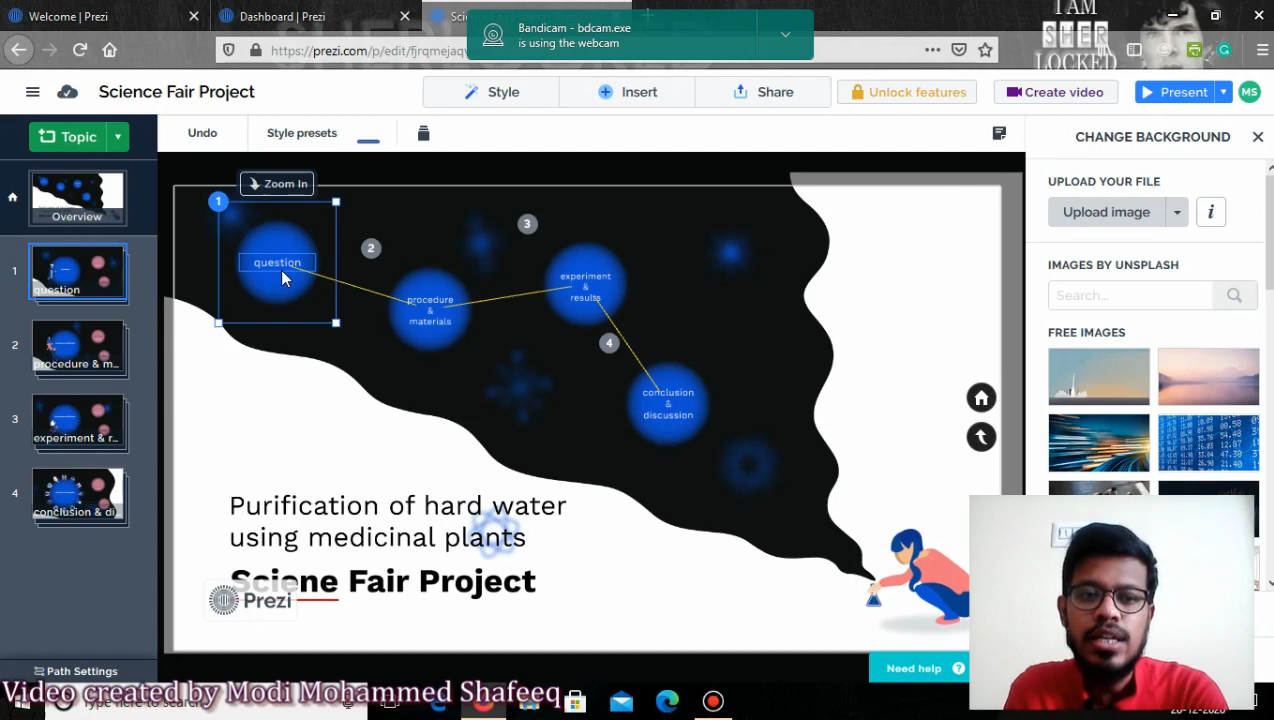 Welcome | Prezi
Dashboard | Prezi
Bandicam - bdcam.exe
is using the webcam
I AM
SHER
LOCKED
https://prezi.com/p/edit/fjrqmejaqv
Science Fair Project
Style
Insert
Share
Unlock features
Create video
Present
MS
Topic
Undo
Style presets
CHANGE BACKGROUND
Overview
1
question
2
procedure & m...
3
experiment & r...
4
conclusion & di
Path Settings
Zoom In
1
question
2
procedure
&
materials
3
experiment
&
results
4
conclusion
&
discussion
Purification of hard water
using medicinal plants
Sciene Fair Project
Prezi
Need help ?
UPLOAD YOUR FILE
Upload image
i
IMAGES BY UNSPLASH
Search...
FREE IMAGES
Video created by Modi Mohammed Shafeeq
Type here to search